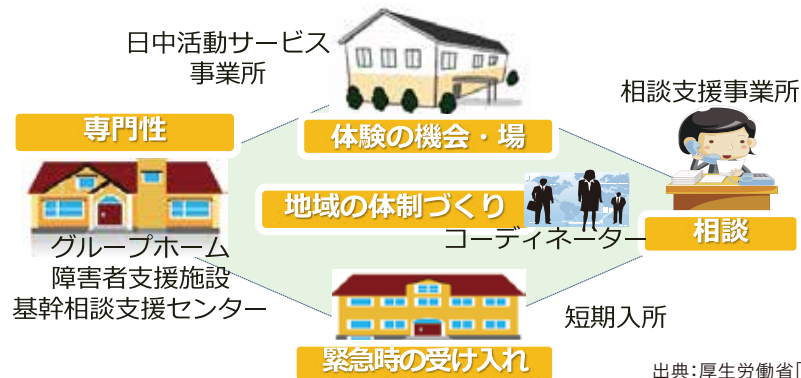 日中活動サービス
事業所
相談支援事業所
専門性
体験の機会・場
地域の体制づくり
コーディネーター
相談
グループホーム
障害者支援施設
基幹相談支援センター
短期入所
緊急時の受け入れ
出典:厚生労働省「